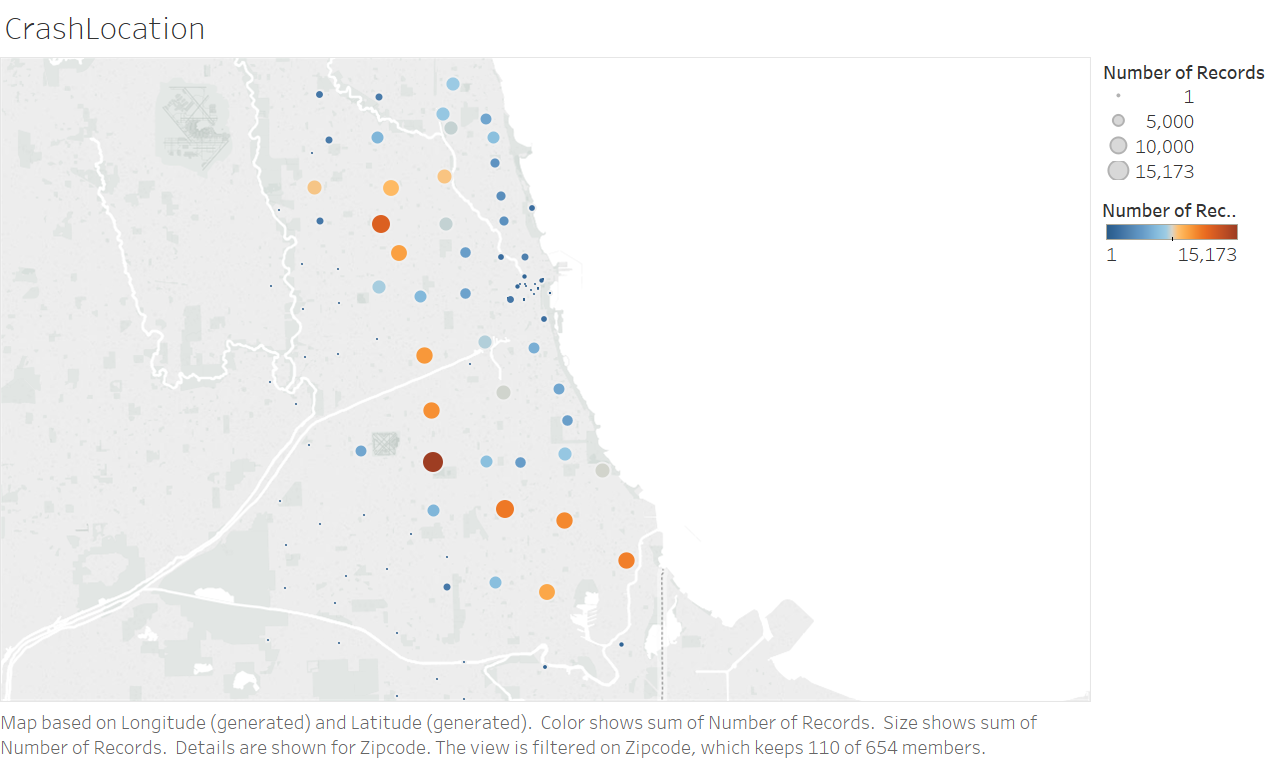 CrashLocation
Number of Records
1
5,000
10,000
15,173
Number of Rec..
1 15,173
Map based on Longitude (generated) and Latitude (generated).  Color shows sum of Number of Records.  Size shows sum of
Number of Records.  Details are shown for Zipcode. The view is filtered on Zipcode, which keeps 110 of 654 members.